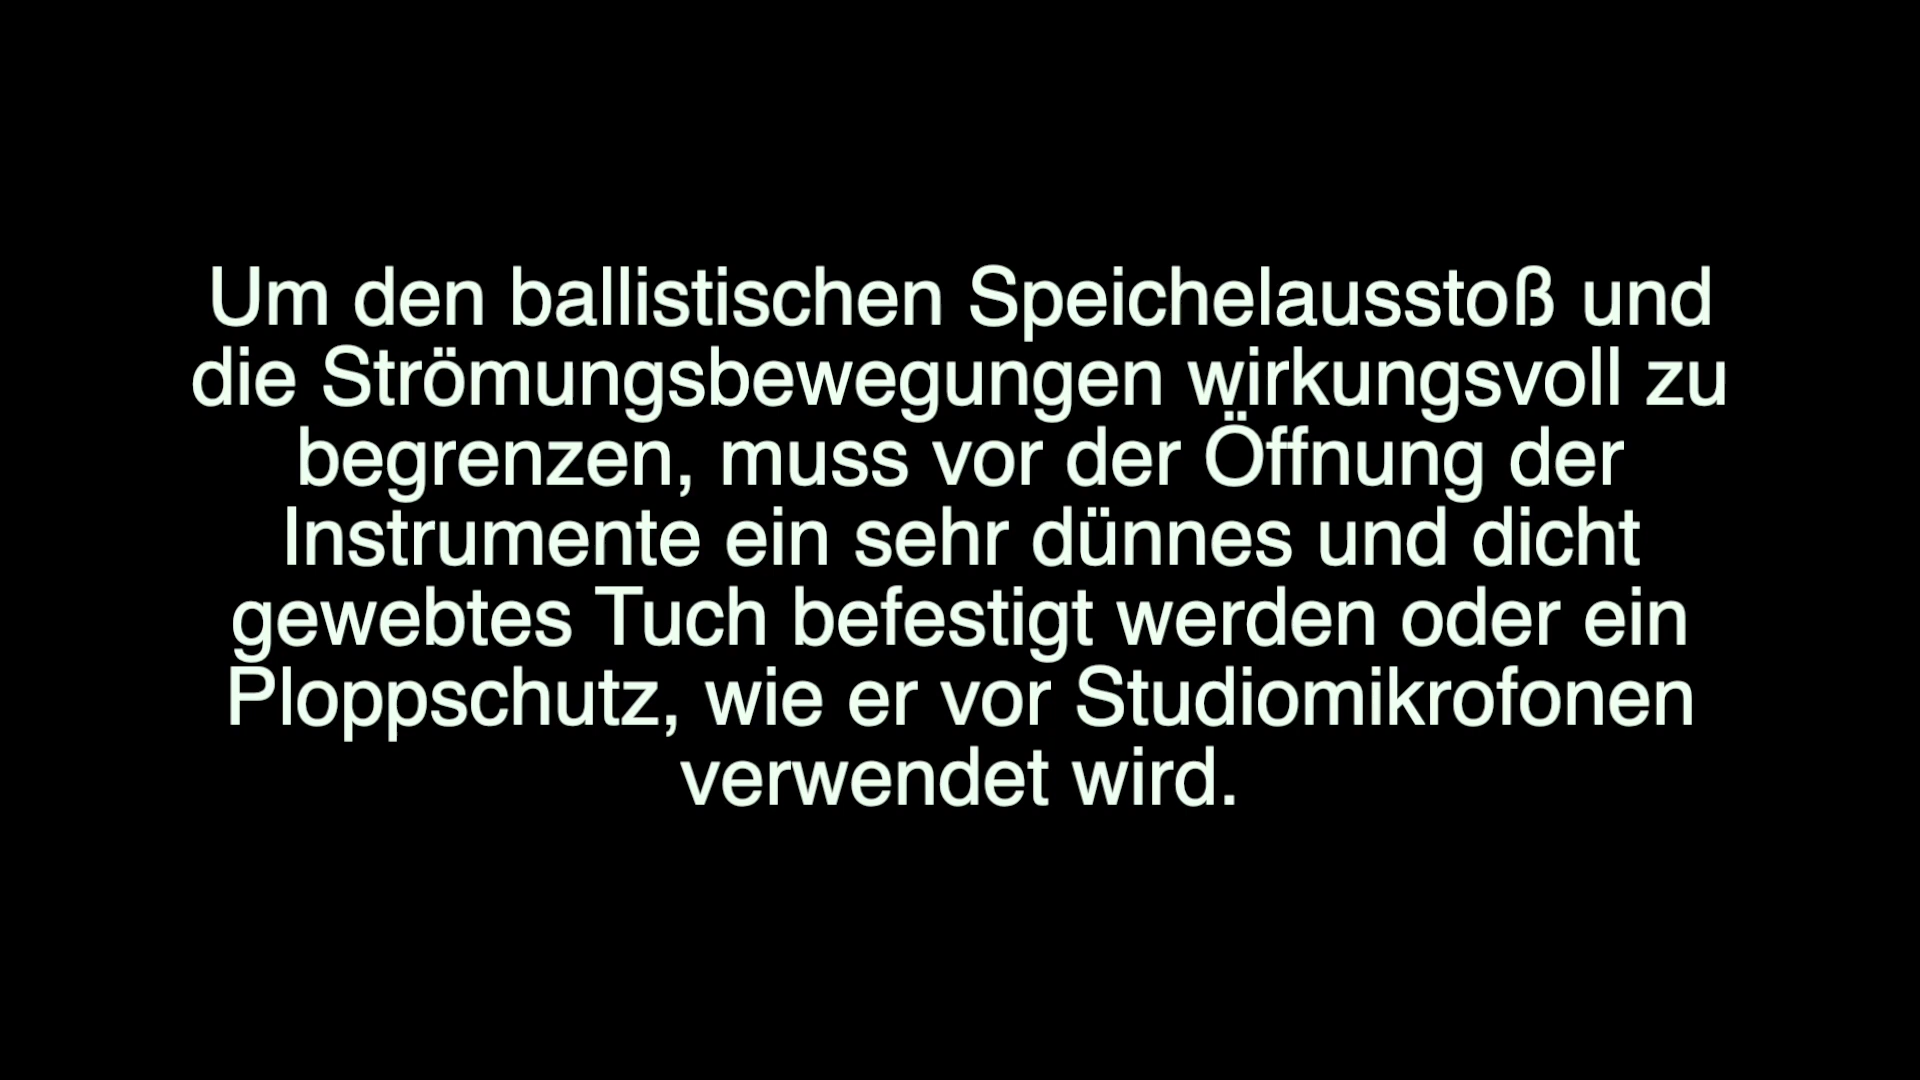 Um den ballistischen Speichelausstoß und
die Strömungsbewegungen wirkungsvoll zu
begrenzen, muss vor der Öffnung der
Instrumente ein sehr dünnes und dicht
gewebtes Tuch befestigt werden oder ein
Ploppschutz, wie er vor Studiomikrofonen
verwendet wird.